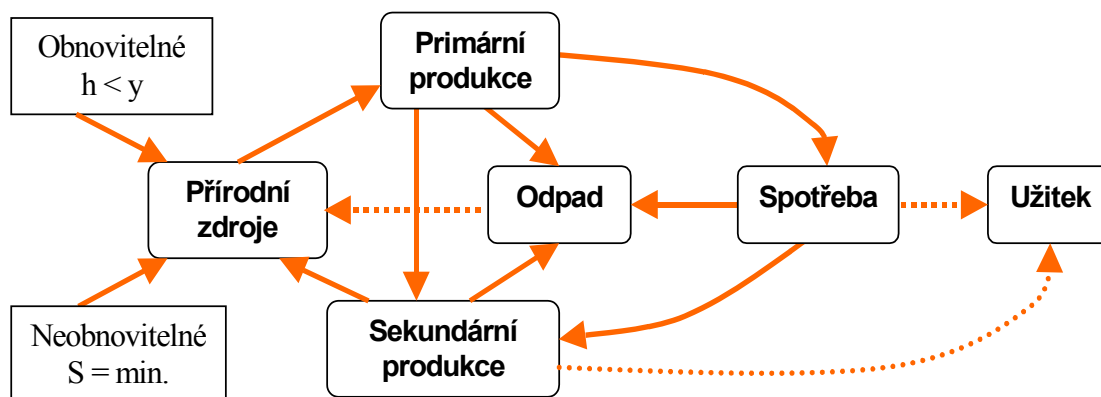 Obnovitelné
h < y
Primární
produkce
Přírodní
zdroje
Odpad
Spotřeba
Užitek
Neobnovitelné
S = min.
Sekundární
produkce